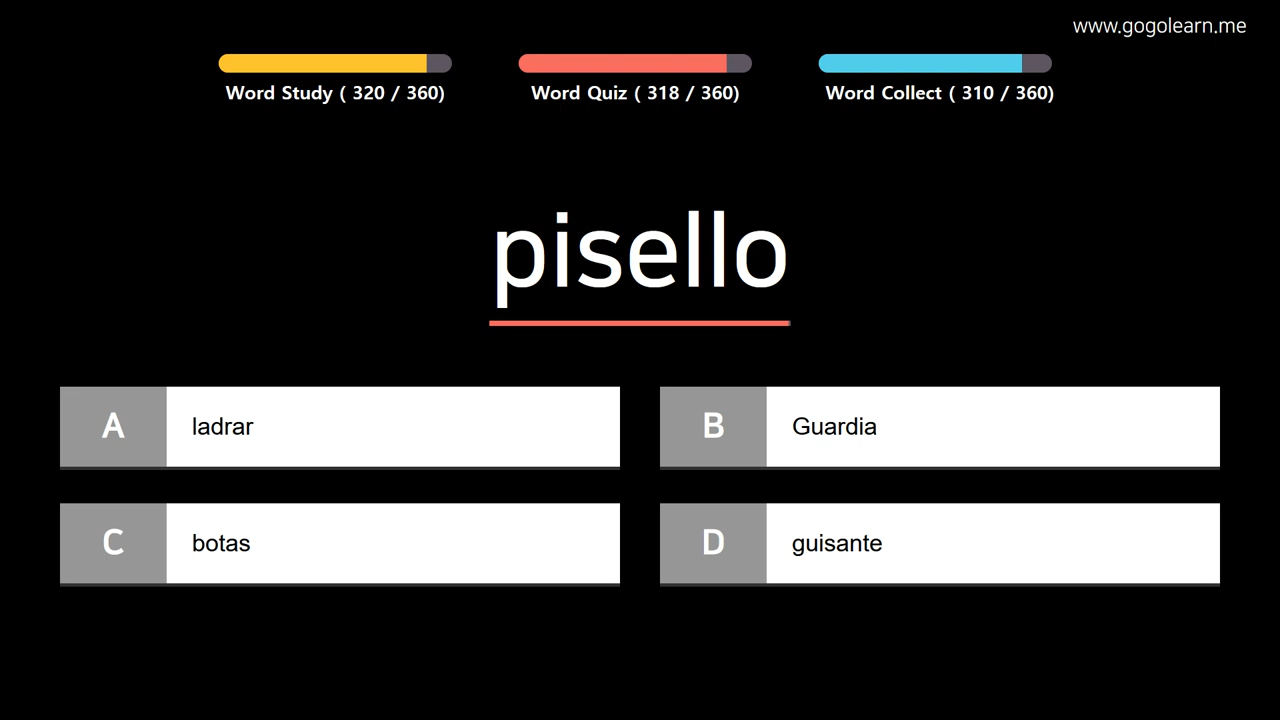 www.gogolearn.me
Word Study ( 320 / 360)
Word Quiz ( 318 / 360)
Word Collect ( 310 / 360)
pisello
A ladrar
B Guardia
C botas
D guisante